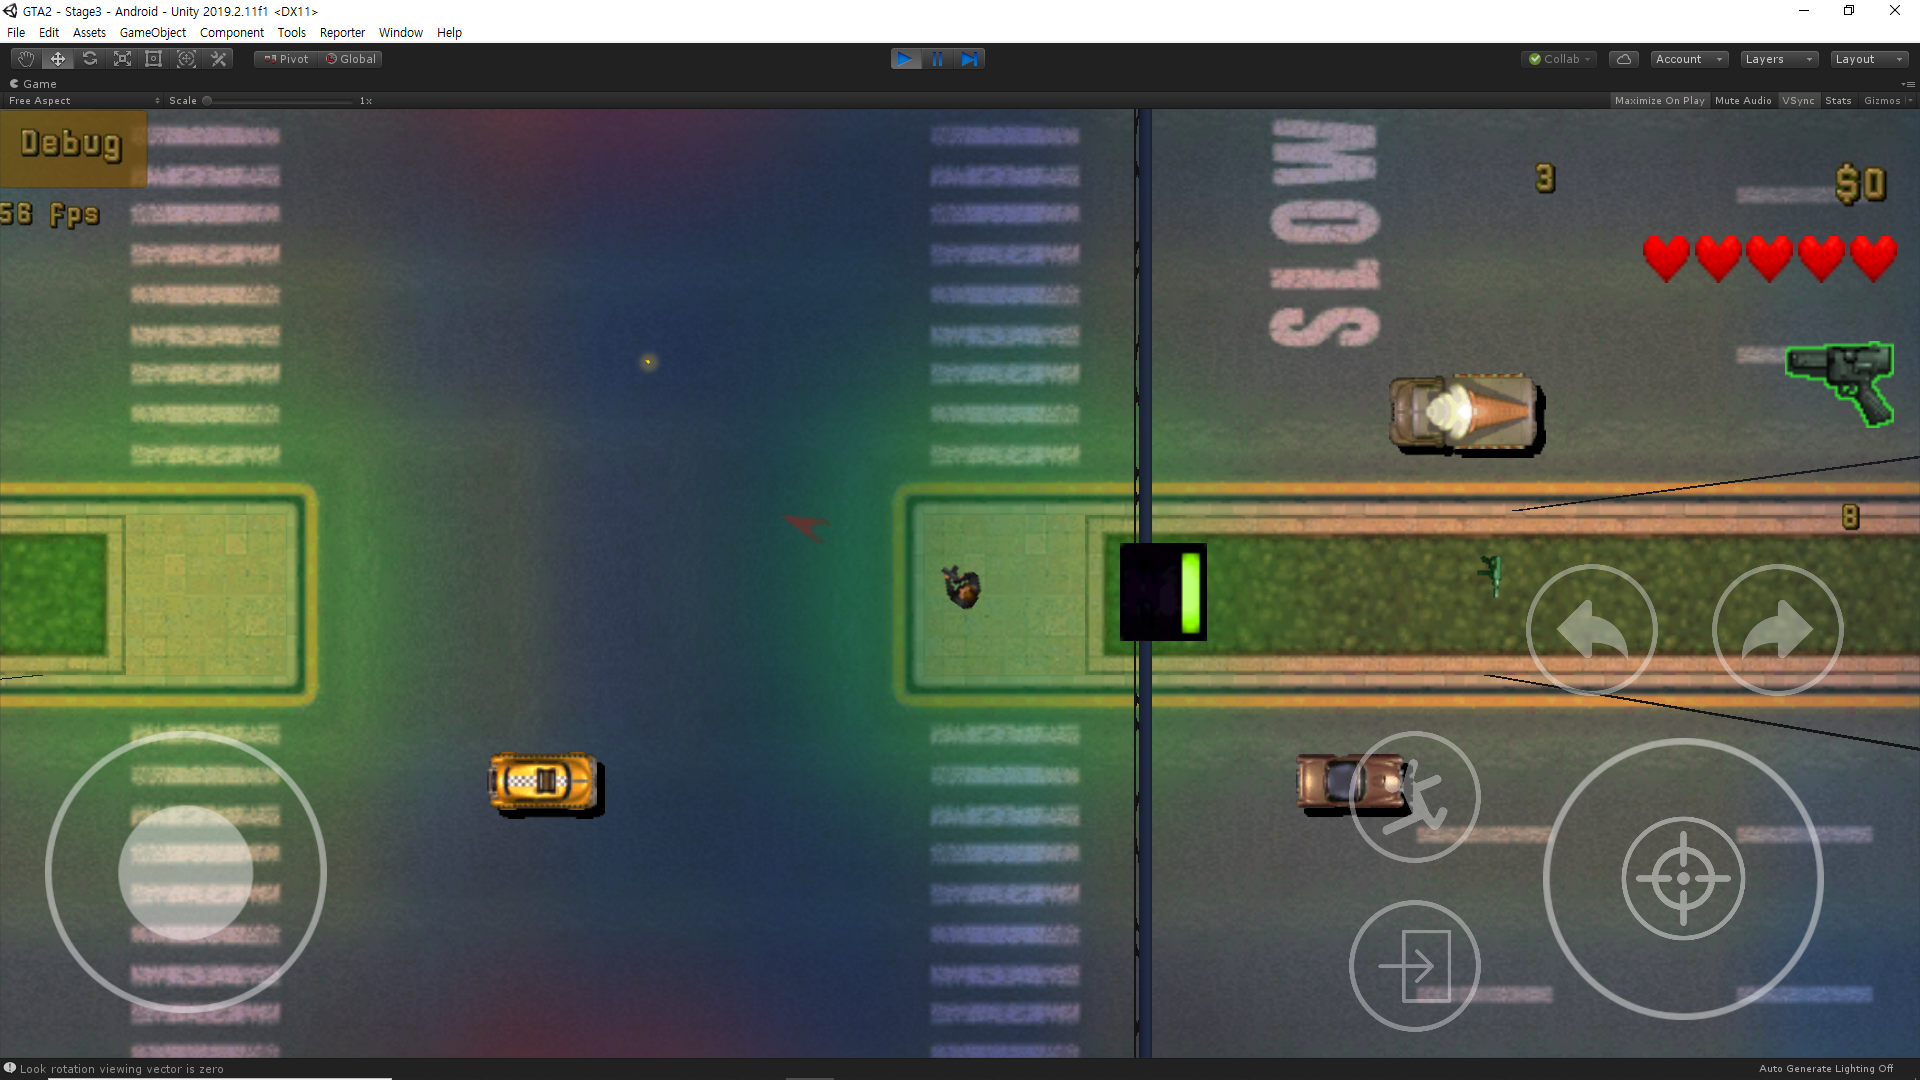 GTA2 - Stage3 - Android - Unity 2019.2.11f1 <DX11>
File Edit Assets GameObject Component Tools Reporter Window Help
Pivot Global Collab Account Layers Layout
Game
Free Aspect Scale 1x Maximize On Play Mute Audio VSync Stats Gizmos
Debug
56 fps
SLOW
3
$0
8
Look rotation viewing vector is zero
Auto Generate Lighting Off